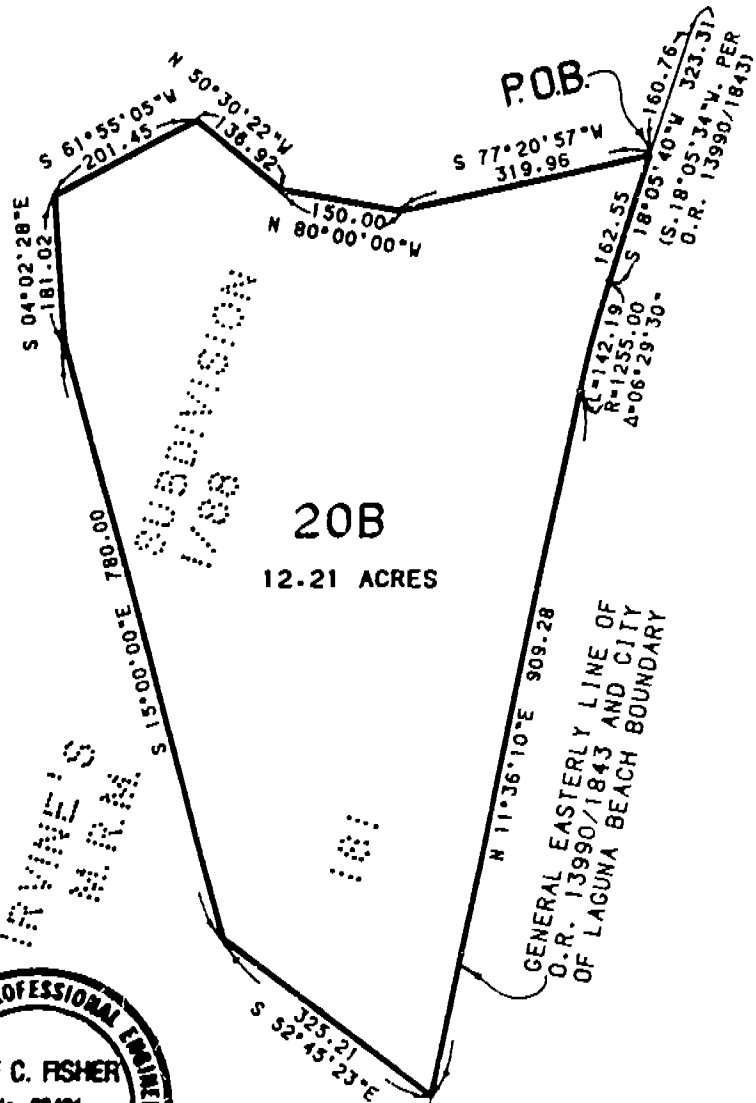 N 50°30'22"W
136.92
S 61°55'05"W
201.45
P.O.B.
160.76
S 18°05'40"W 323.31
(S.18°05'34"W. PER
O.R. 13990/1843)
S 77°20'57"W
319.96
150.00
N 80°00'00"W
162.55
S 04°02'28"E
181.02
L=142.19
R=1255.00
Δ=06°29'30"
SUBDIVISION
1/88
20B
12.21 ACRES
S 15°00'00"E 780.00
N 11°36'10"E 909.28
GENERAL EASTERLY LINE OF
O.R. 13990/1843 AND CITY
OF LAGUNA BEACH BOUNDARY
IRVINE'S
M.R.M.
161
325.21
S 52°45'23"E
C. FISHER